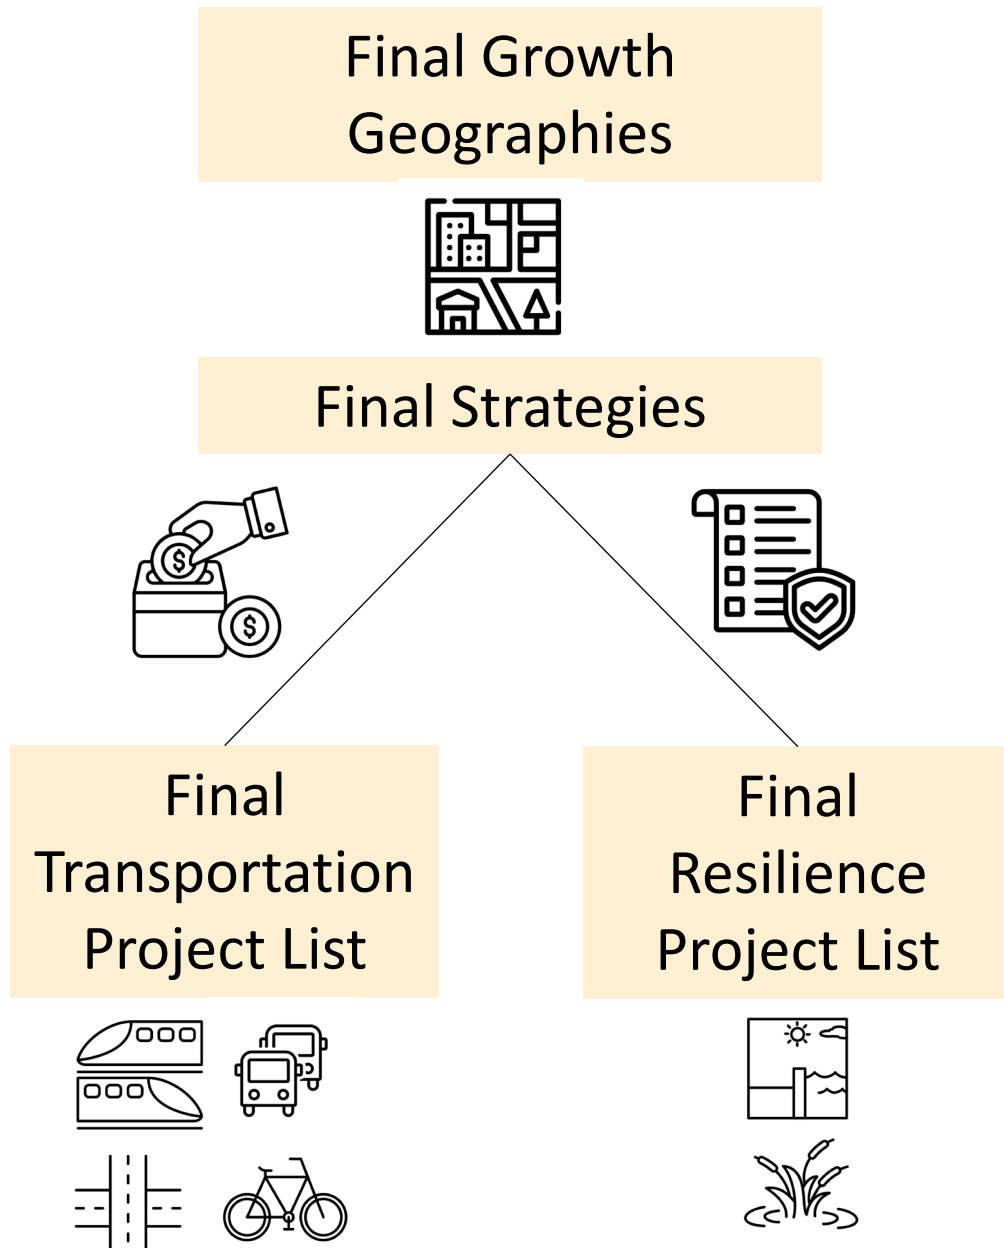 Final Growth
Geographies
Final Strategies
$
$
Final
Transportation
Project List
Final
Resilience
Project List